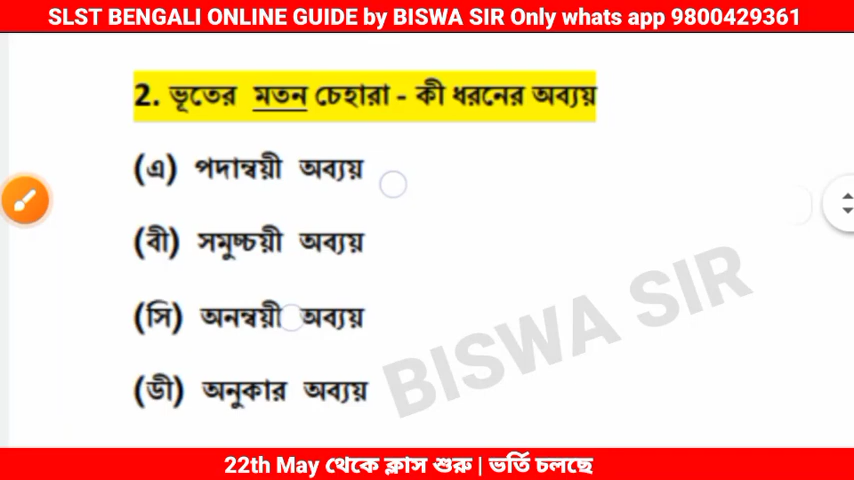 SLST BENGALI ONLINE GUIDE by BISWA SIR Only whats app 9800429361
2. ভূতের মতন চেহারা - কী ধরনের অব্যয়
(এ) পদান্বয়ী অব্যয়
(বী) সমুচ্চয়ী অব্যয়
(সি) অনন্বয়ী অব্যয়
(ডী) অনুকার অব্যয়
BISWA SIR
22th May থেকে ক্লাস শুরু | ভর্তি চলছে